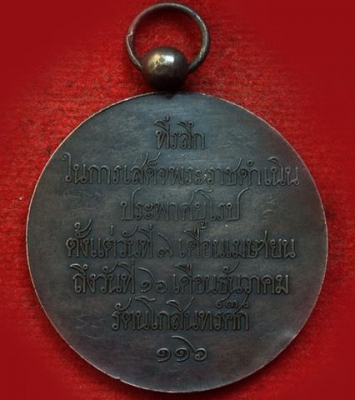 ที่รลึก
ในการเสด็จพระราชดำเนิน
ประพาศยุโรป
ตั้งแต่วันที่ ๗ เดือนเมษายน
ถึงวันที่ ๑๖ เดือนธันวาคม
รัตนโกสินทร์ศก๊
๑๑๖